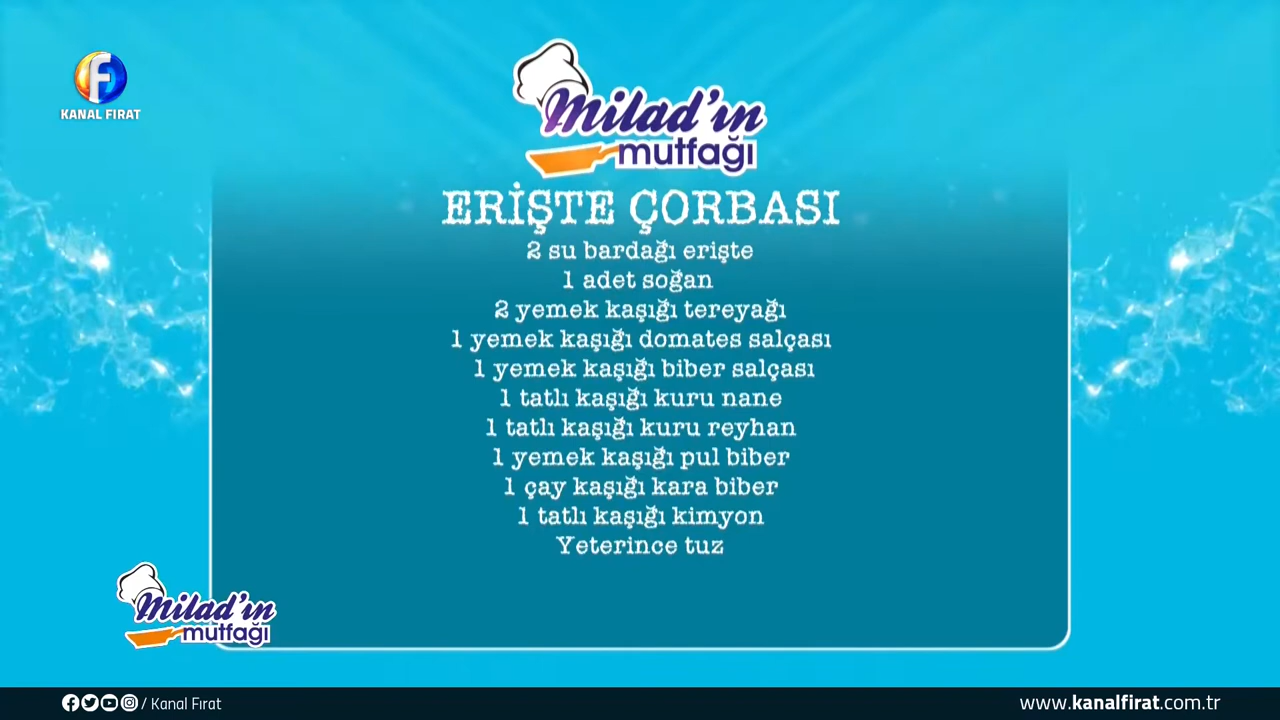 KANAL FIRAT
Milad'ın
mutfağı
ERİŞTE ÇORBASI
2 su bardağı erişte
1 adet soğan
2 yemek kaşığı tereyağı
1 yemek kaşığı domates salçası
1 yemek kaşığı biber salçası
1 tatlı kaşığı kuru nane
1 tatlı kaşığı kuru reyhan
1 yemek kaşığı pul biber
1 çay kaşığı kara biber
1 tatlı kaşığı kimyon
Yeterince tuz
Milad'ın
mutfağı
/ Kanal Fırat
www.kanalfirat.com.tr